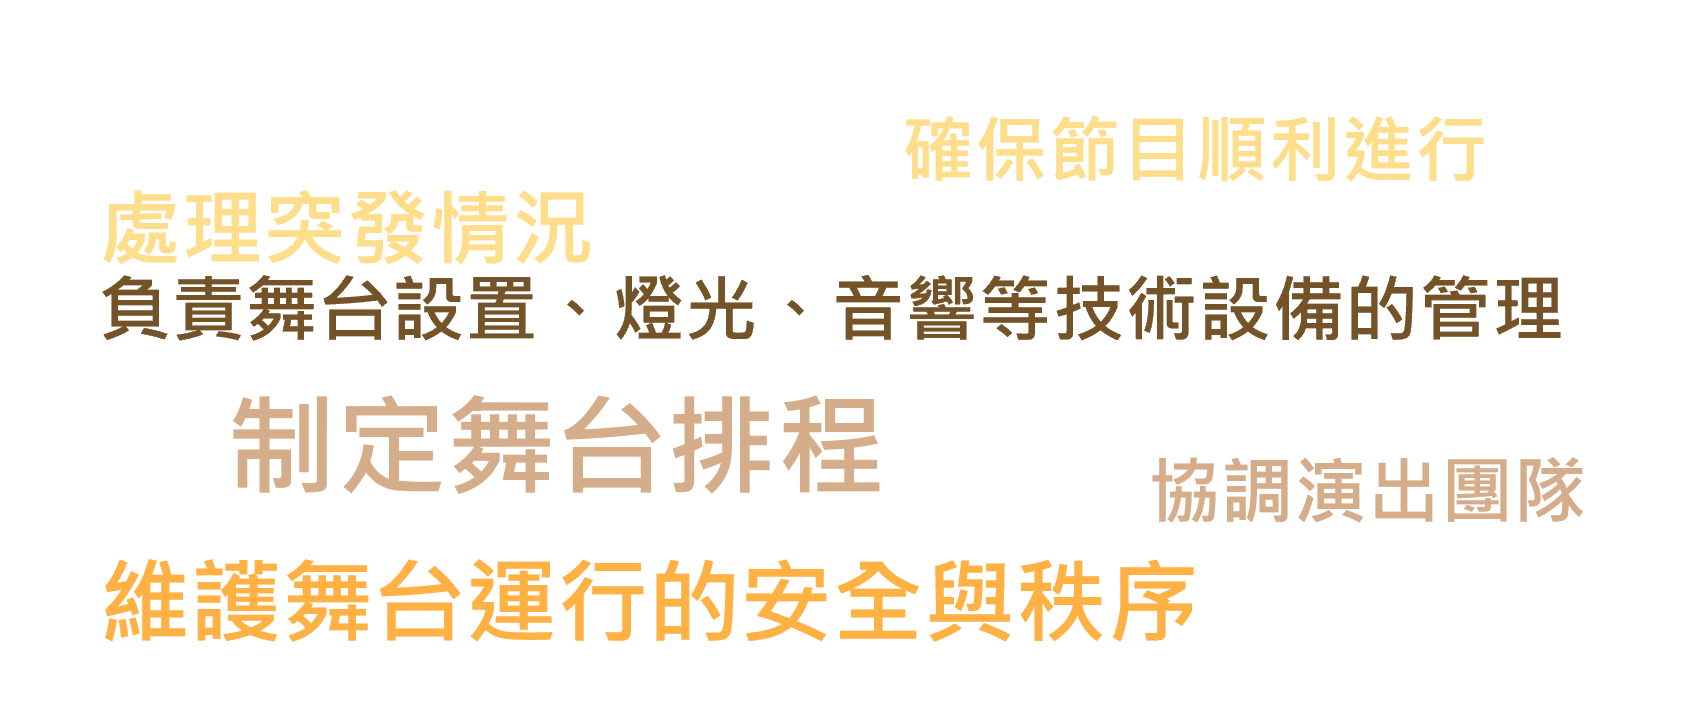 確保節目順利進行
處理突發情況
負責舞台設置、燈光、音響等技術設備的管理
制定舞台排程
協調演出團隊
維護舞台運行的安全與秩序